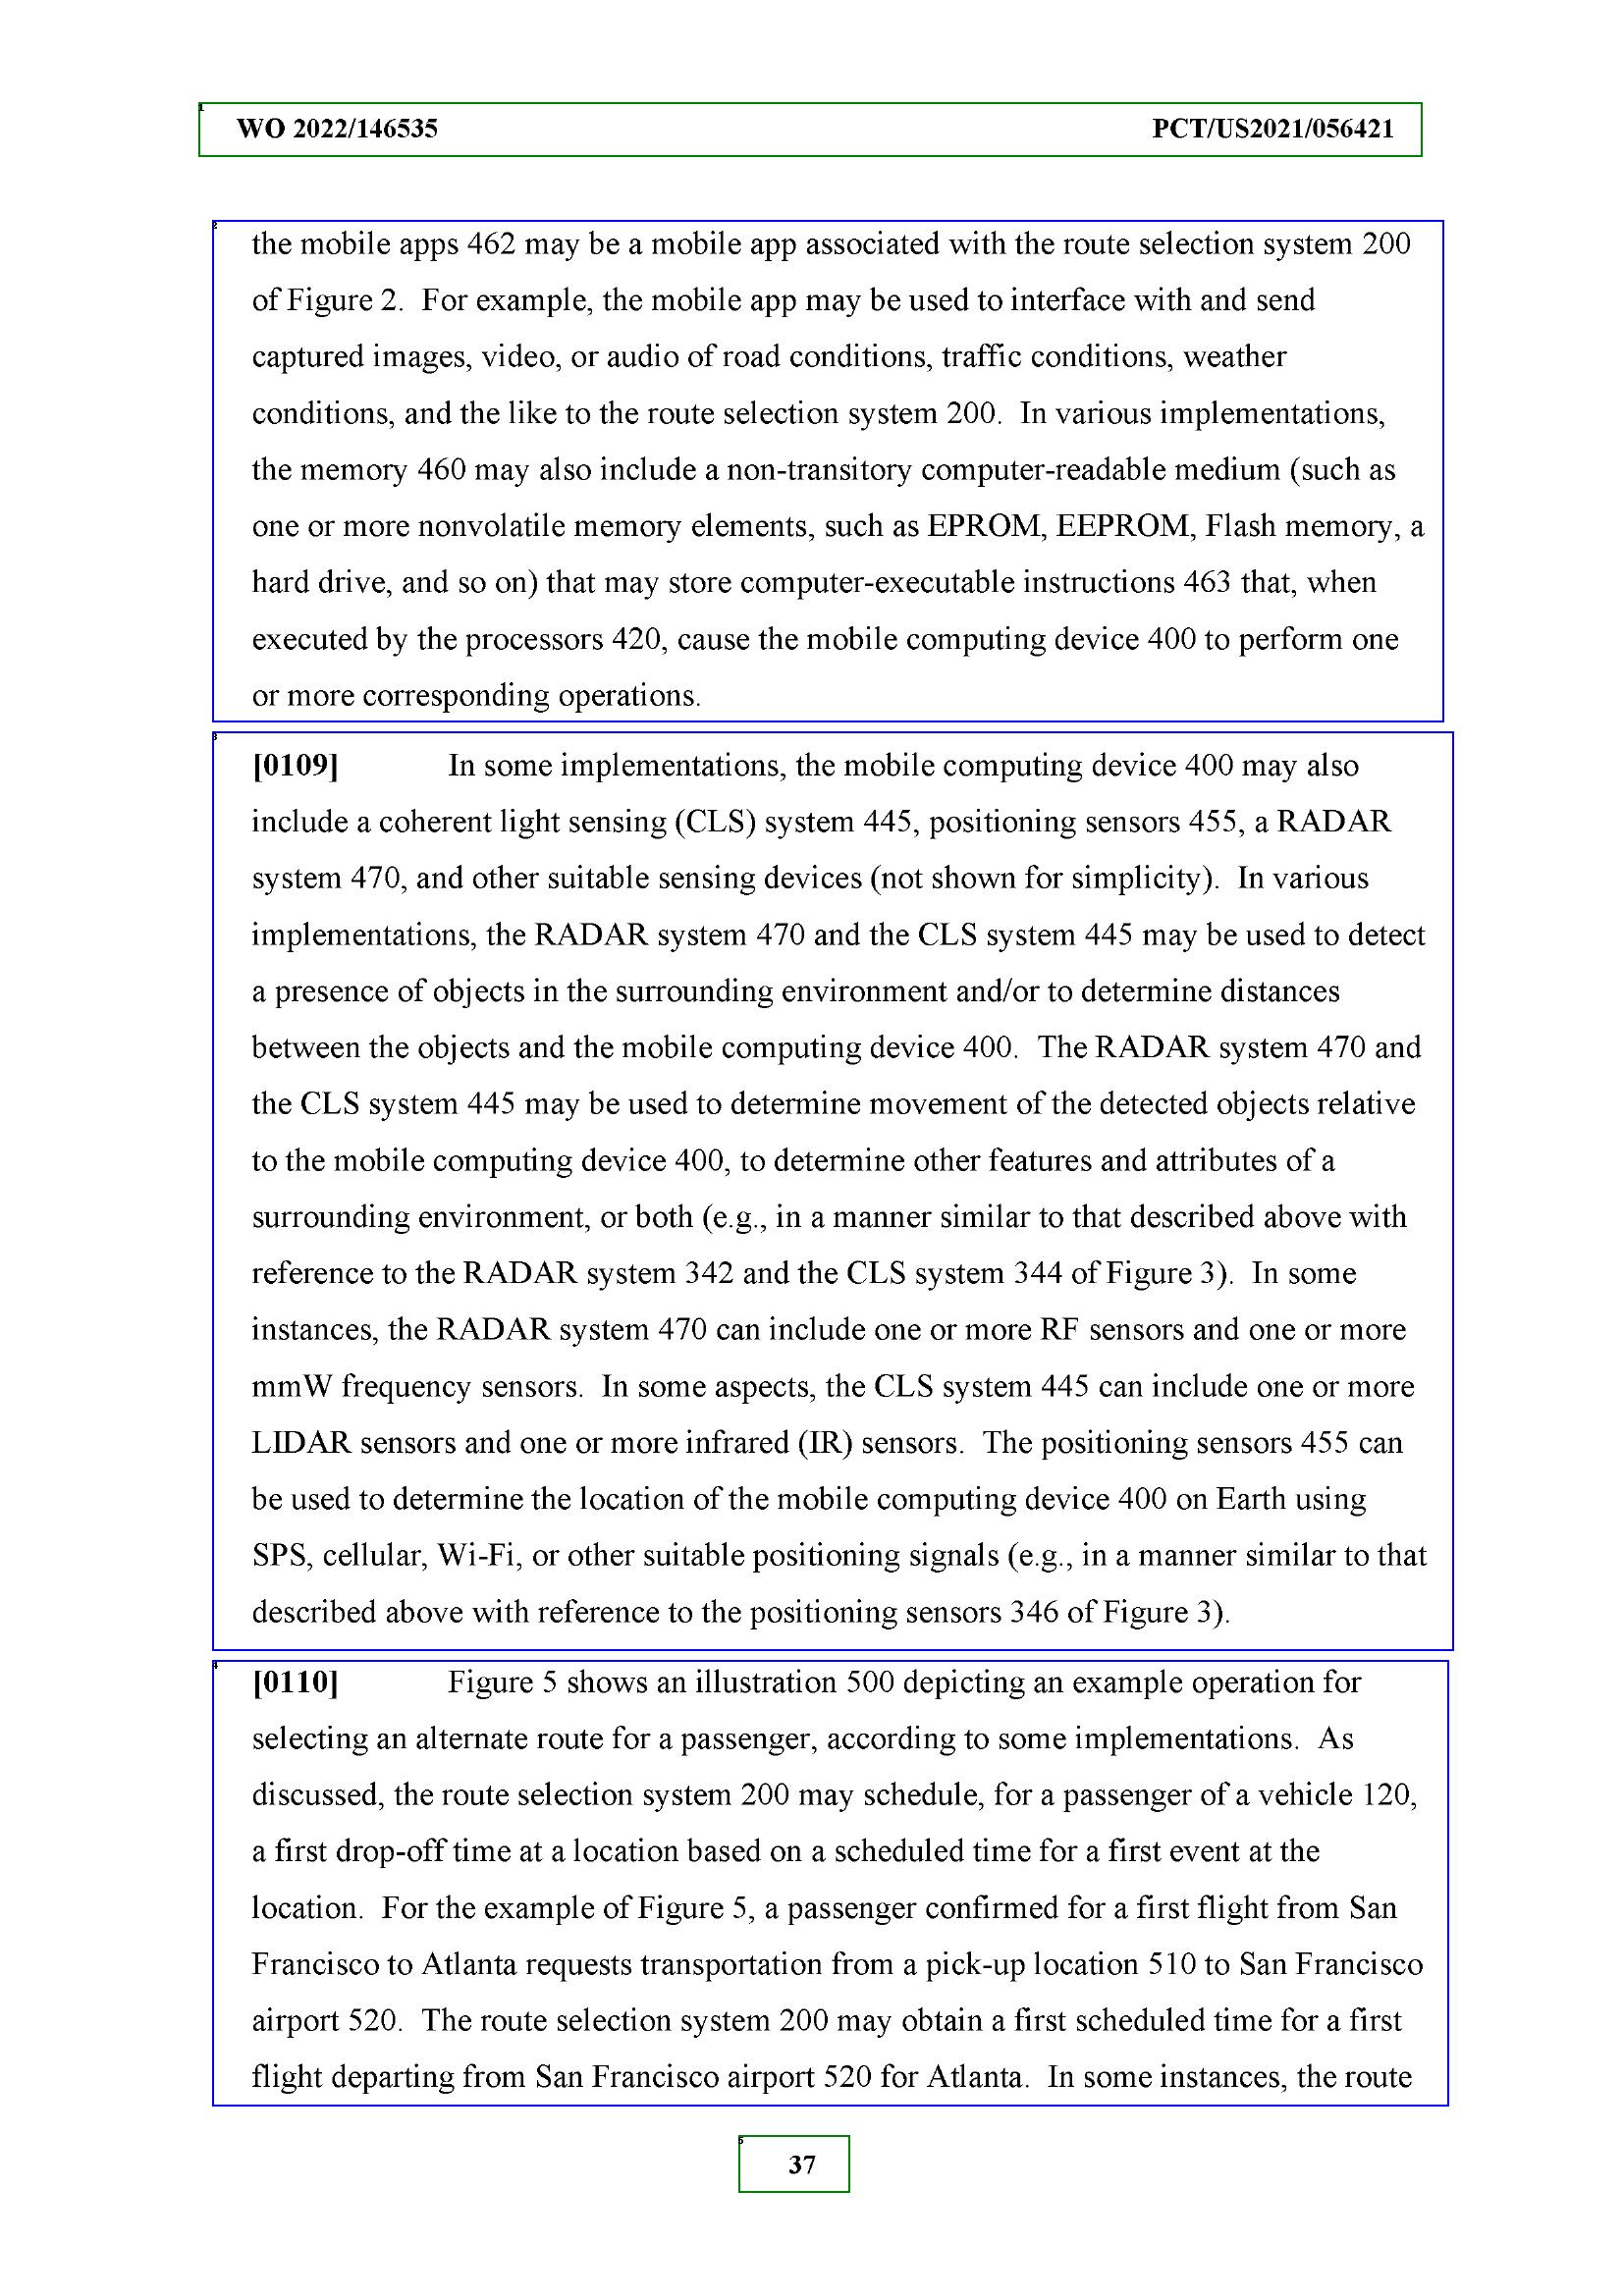 WO 2022/146535 PCT/US2021/056421
the mobile apps 462 may be a mobile app associated with the route selection system 200
of Figure 2.  For example, the mobile app may be used to interface with and send
captured images, video, or audio of road conditions, traffic conditions, weather
conditions, and the like to the route selection system 200.  In various implementations,
the memory 460 may also include a non-transitory computer-readable medium (such as
one or more nonvolatile memory elements, such as EPROM, EEPROM, Flash memory, a
hard drive, and so on) that may store computer-executable instructions 463 that, when
executed by the processors 420, cause the mobile computing device 400 to perform one
or more corresponding operations.
[0109] In some implementations, the mobile computing device 400 may also
include a coherent light sensing (CLS) system 445, positioning sensors 455, a RADAR
system 470, and other suitable sensing devices (not shown for simplicity).  In various
implementations, the RADAR system 470 and the CLS system 445 may be used to detect
a presence of objects in the surrounding environment and/or to determine distances
between the objects and the mobile computing device 400.  The RADAR system 470 and
the CLS system 445 may be used to determine movement of the detected objects relative
to the mobile computing device 400, to determine other features and attributes of a
surrounding environment, or both (e.g., in a manner similar to that described above with
reference to the RADAR system 342 and the CLS system 344 of Figure 3).  In some
instances, the RADAR system 470 can include one or more RF sensors and one or more
mmW frequency sensors.  In some aspects, the CLS system 445 can include one or more
LIDAR sensors and one or more infrared (IR) sensors.  The positioning sensors 455 can
be used to determine the location of the mobile computing device 400 on Earth using
SPS, cellular, Wi-Fi, or other suitable positioning signals (e.g., in a manner similar to that
described above with reference to the positioning sensors 346 of Figure 3).
[0110] Figure 5 shows an illustration 500 depicting an example operation for
selecting an alternate route for a passenger, according to some implementations.  As
discussed, the route selection system 200 may schedule, for a passenger of a vehicle 120,
a first drop-off time at a location based on a scheduled time for a first event at the
location.  For the example of Figure 5, a passenger confirmed for a first flight from San
Francisco to Atlanta requests transportation from a pick-up location 510 to San Francisco
airport 520.  The route selection system 200 may obtain a first scheduled time for a first
flight departing from San Francisco airport 520 for Atlanta.  In some instances, the route
37